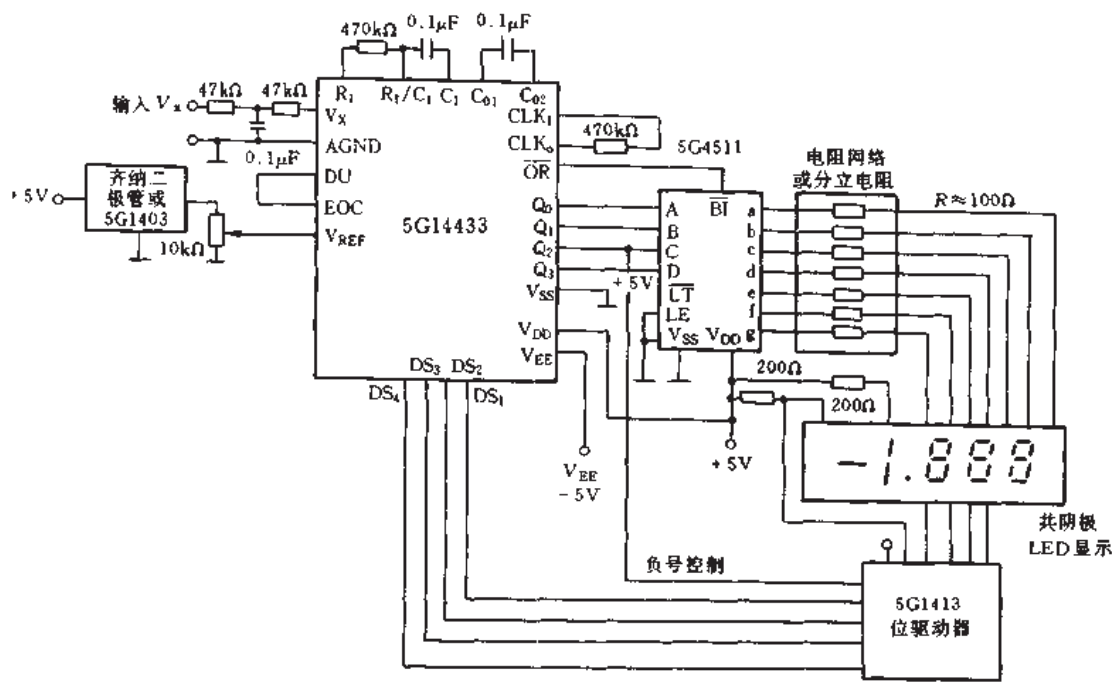 470kΩ
0.1μF
0.1μF
47kΩ
47kΩ
输入 Vx
0.1μF
R1
R1/C1
C1
C01
C02
VX
AGND
DU
EOC
VREF
5G14433
CLK1
CLK0
OR
Q0
Q1
Q2
Q3
VSS
VDD
VEE
DS4
DS3
DS2
DS1
470kΩ
+5V
齐纳二
极管或
5G1403
10kΩ
5G4511
A
B
C
D
LT
LE
VSS
VDD
BI
a
b
c
d
e
f
g
+5V
电阻网络
或分立电阻
R≈100Ω
200Ω
200Ω
+5V
VEE
-5V
-1.888
共阴极
LED显示
负号控制
5G1413
位驱动器